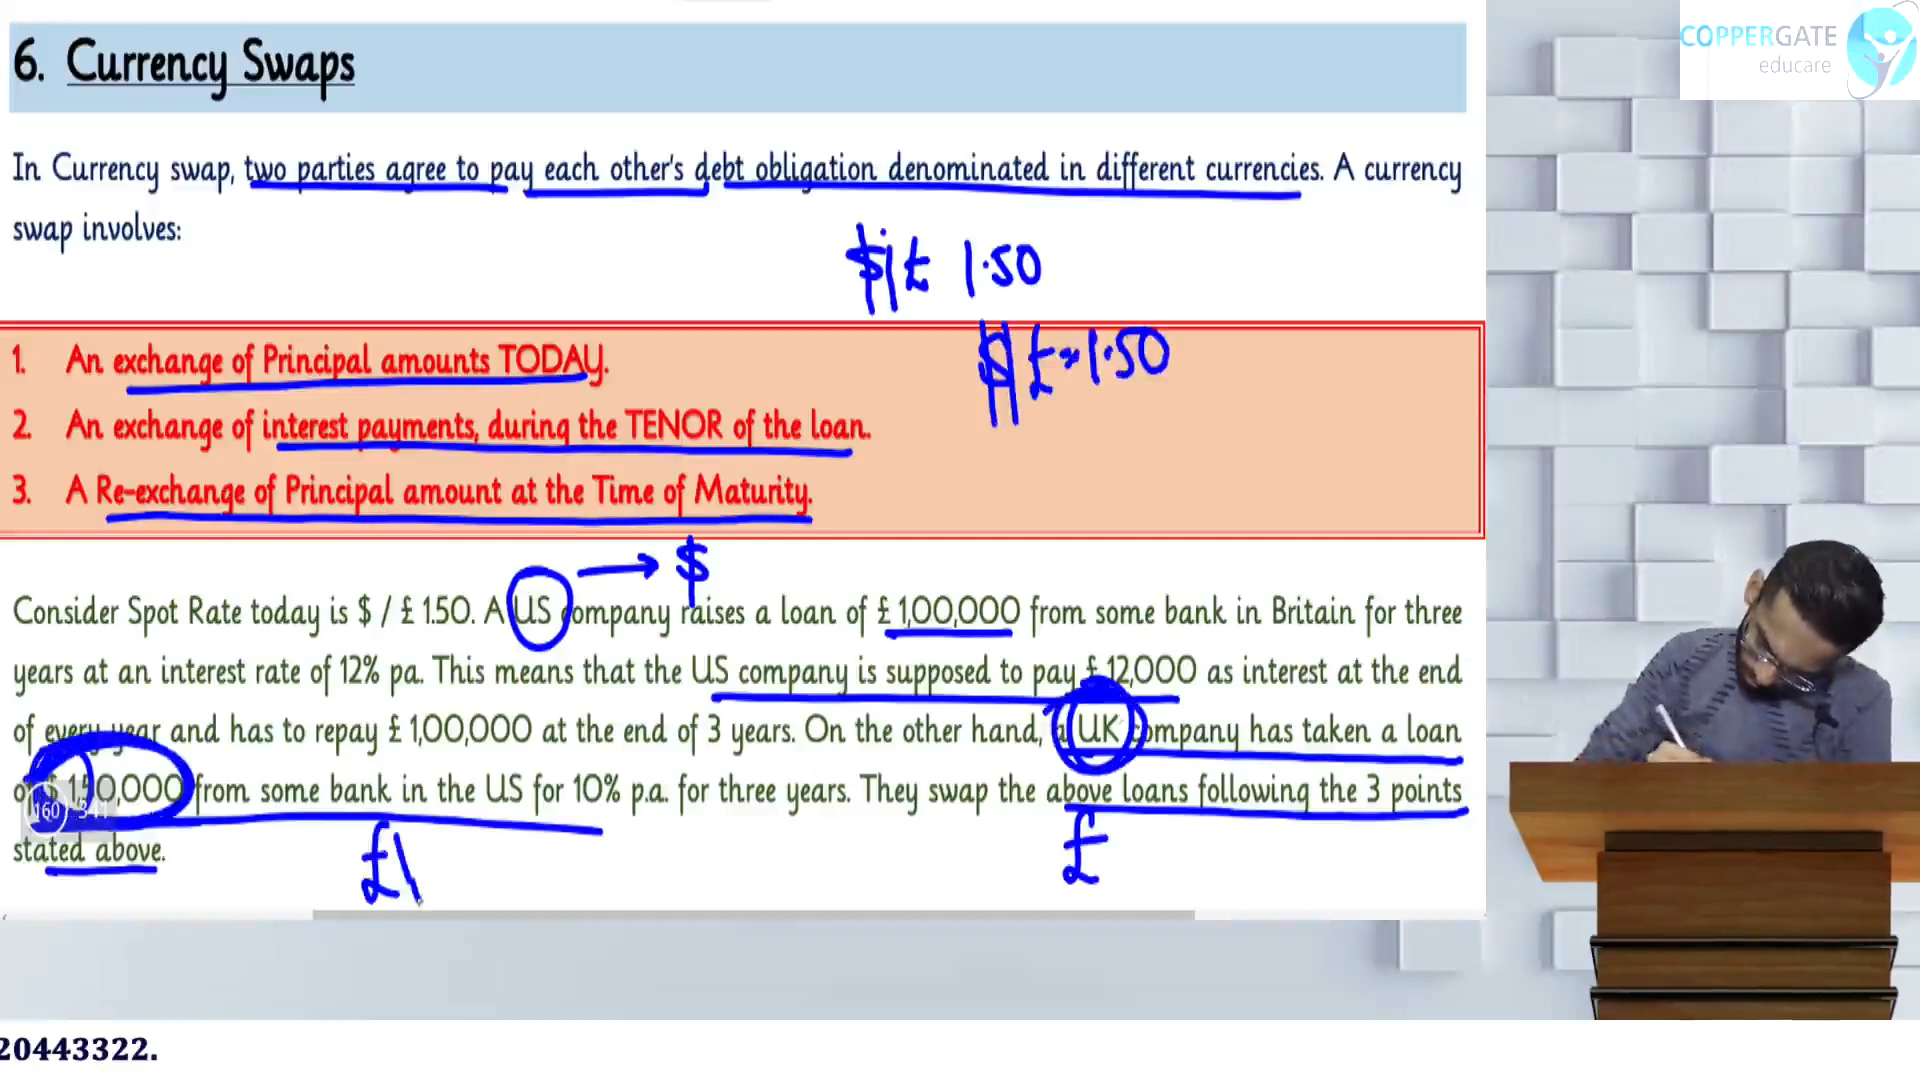 COPPERGATE
educare
6. Currency Swaps
In Currency swap, two parties agree to pay each other's debt obligation denominated in different currencies. A currency
swap involves:
$/£ 1.50
£ 1.50
1. An exchange of Principal amounts TODAY.
2. An exchange of interest payments, during the TENOR of the loan.
3. A Re-exchange of Principal amount at the Time of Maturity.
$
Consider Spot Rate today is $ / £ 1.50. A US company raises a loan of £ 1,00,000 from some bank in Britain for three
years at an interest rate of 12% pa. This means that the US company is supposed to pay £ 12,000 as interest at the end
of every year and has to repay £ 1,00,000 at the end of 3 years. On the other hand, a UK company has taken a loan
of $ 1,50,000 from some bank in the US for 10% p.a. for three years. They swap the above loans following the 3 points
160 341
stated above.
£1
£
20443322.